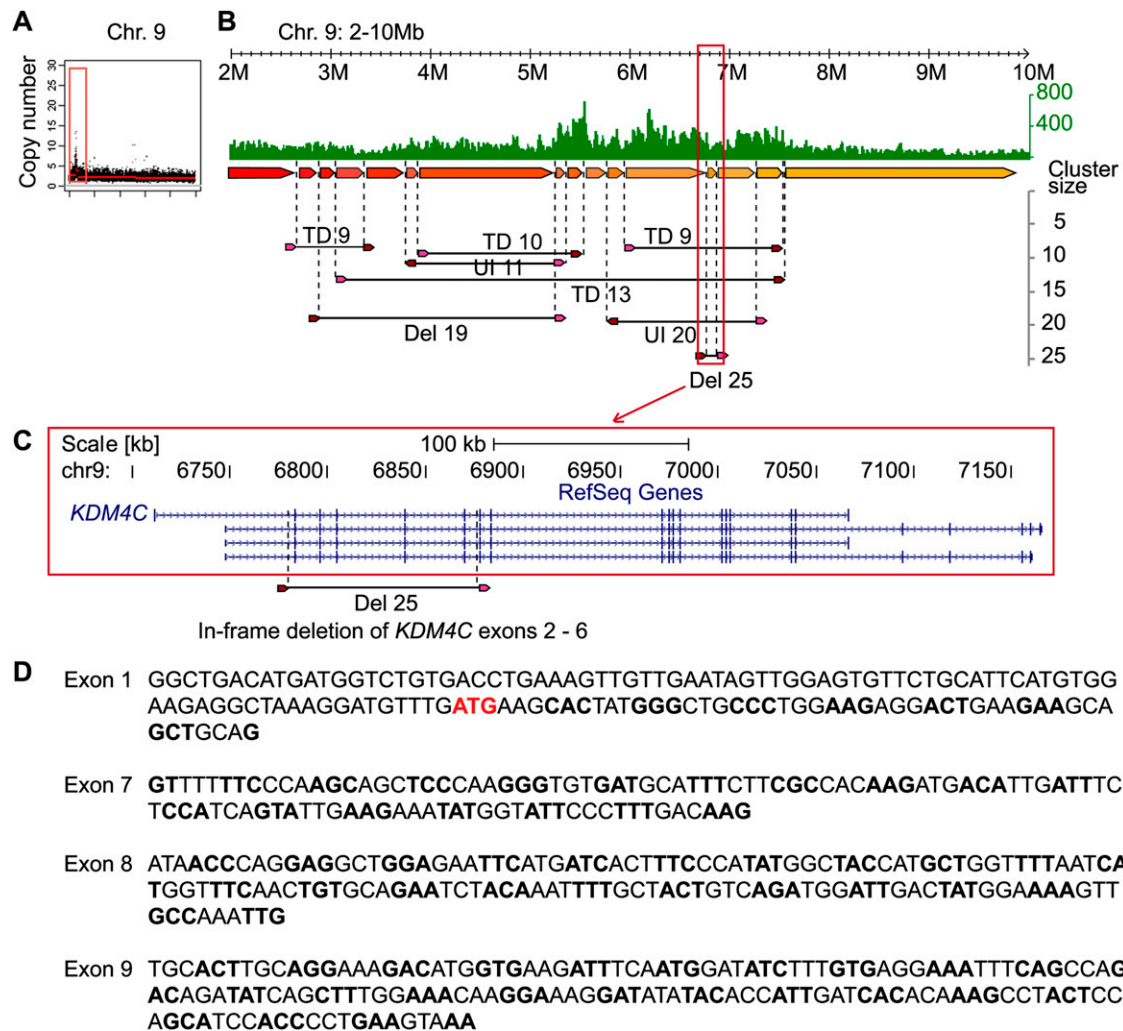 A
Chr. 9
Copy number
30
25
20
15
10
5
0
B
Chr. 9: 2-10Mb
2M 3M 4M 5M 6M 7M 8M 9M 10M
800
400
Cluster size
5
10
15
20
25
TD 9
TD 10
TD 9
UI 11
TD 13
Del 19
UI 20
Del 25
C
Scale [kb] 100 kb
chr9: 6750 6800 6850 6900 6950 7000 7050 7100 7150
RefSeq Genes
KDM4C
Del 25
In-frame deletion of KDM4C exons 2 - 6
D
Exon 1 GGCTGACATGATGGTCTGTGACCTGAAAGTTGTTGAATAGTTGGAGTGTTCTGCATTCATGTGG
AAGAGGCTAAAGGATGTTTGATGAAGCACTATGGGCTGCCCTGGAAGAGGACTGAAGAAGCA
GCTGCAG
Exon 7 GTTTTTTCCCAAGCAGCTCCCAAGGGTGTGATGCATTTCTTCGCCACAAGATGACATTGATTTC
TCCATCAGTATTGAAGAAATATGGTATTCCCTTTGACAAG
Exon 8 ATAACCCAGGAGGCTGGAGAATTCATGATCACTTTCCCATATGGCTACCATGCTGGTTTTAATCA
TGGTTTCAACTGTGCAGAATCTACAAATTTTGCTACTGTCAGATGGATTGACTATGGAAAAGTT
GCCAAATTG
Exon 9 TGCACTTGCAGGAAAGACATGGTGAAGATTTCAATGGATATCTTTGTGAGGAAATTTCAGCCAG
ACAGATATCAGCTTTGGAAACAAGGAAAGGATATATACACCATTGATCACACAAAGCCTACTCC
AGCATCCACCCCTGAAGTAAA